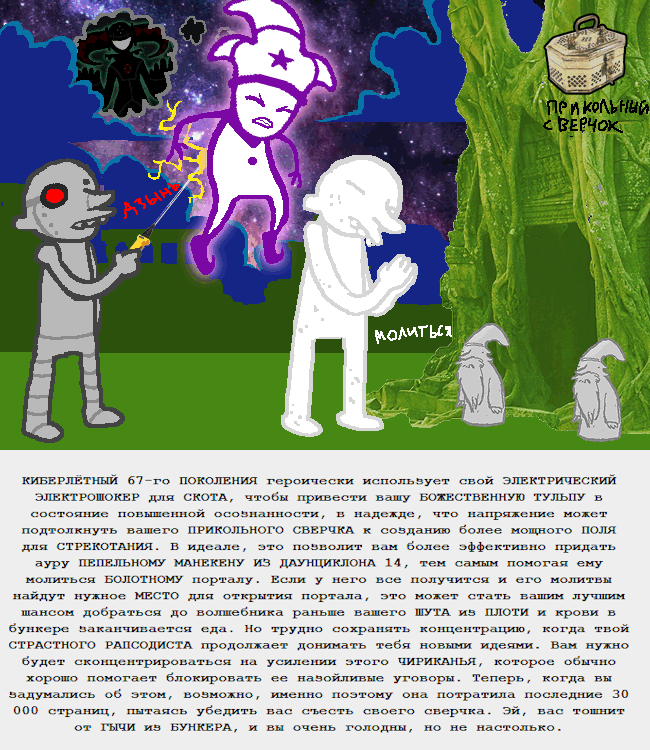 ПРИКОЛЬНЫЙ
СВЕРЧОК
ДЗЫНЬ
МОЛИТЬСЯ
КИБЕРЛЁТНЫЙ 67-го ПОКОЛЕНИЯ героически использует свой ЭЛЕКТРИЧЕСКИЙ
ЭЛЕКТРОШОКЕР для СКОТА, чтобы привести вашу БОЖЕСТВЕННУЮ ТУЛЬПУ в
состояние повышенной осознанности, в надежде, что напряжение может
подтолкнуть вашего ПРИКОЛЬНОГО СВЕРЧКА к созданию более мощного ПОЛЯ
для СТРЕКОТАНИЯ. В идеале, это позволит вам более эффективно придать
ауру ПЕПЕЛЬНОМУ МАНЕКЕНУ ИЗ ДАУНЦИКЛОНА 14, тем самым помогая ему
молиться БОЛОТНОМУ порталу. Если у него все получится и его молитвы
найдут нужное МЕСТО для открытия портала, это может стать вашим лучшим
шансом добраться до волшебника раньше вашего ШУТА из ПЛОТИ и крови в
бункере заканчивается еда. Но трудно сохранять концентрацию, когда твой
СТРАСТНОГО РАПСОДИСТА продолжает донимать тебя новыми идеями. Вам нужно
будет сконцентрироваться на усилении этого ЧИРИКАНЬЯ, которое обычно
хорошо помогает блокировать ее назойливые уговоры. Теперь, когда вы
задумались об этом, возможно, именно поэтому она потратила последние 30
000 страниц, пытаясь убедить вас съесть своего сверчка. Эй, вас тошнит
от ГЫЧИ из БУНКЕРА, и вы очень голодны, но не настолько.